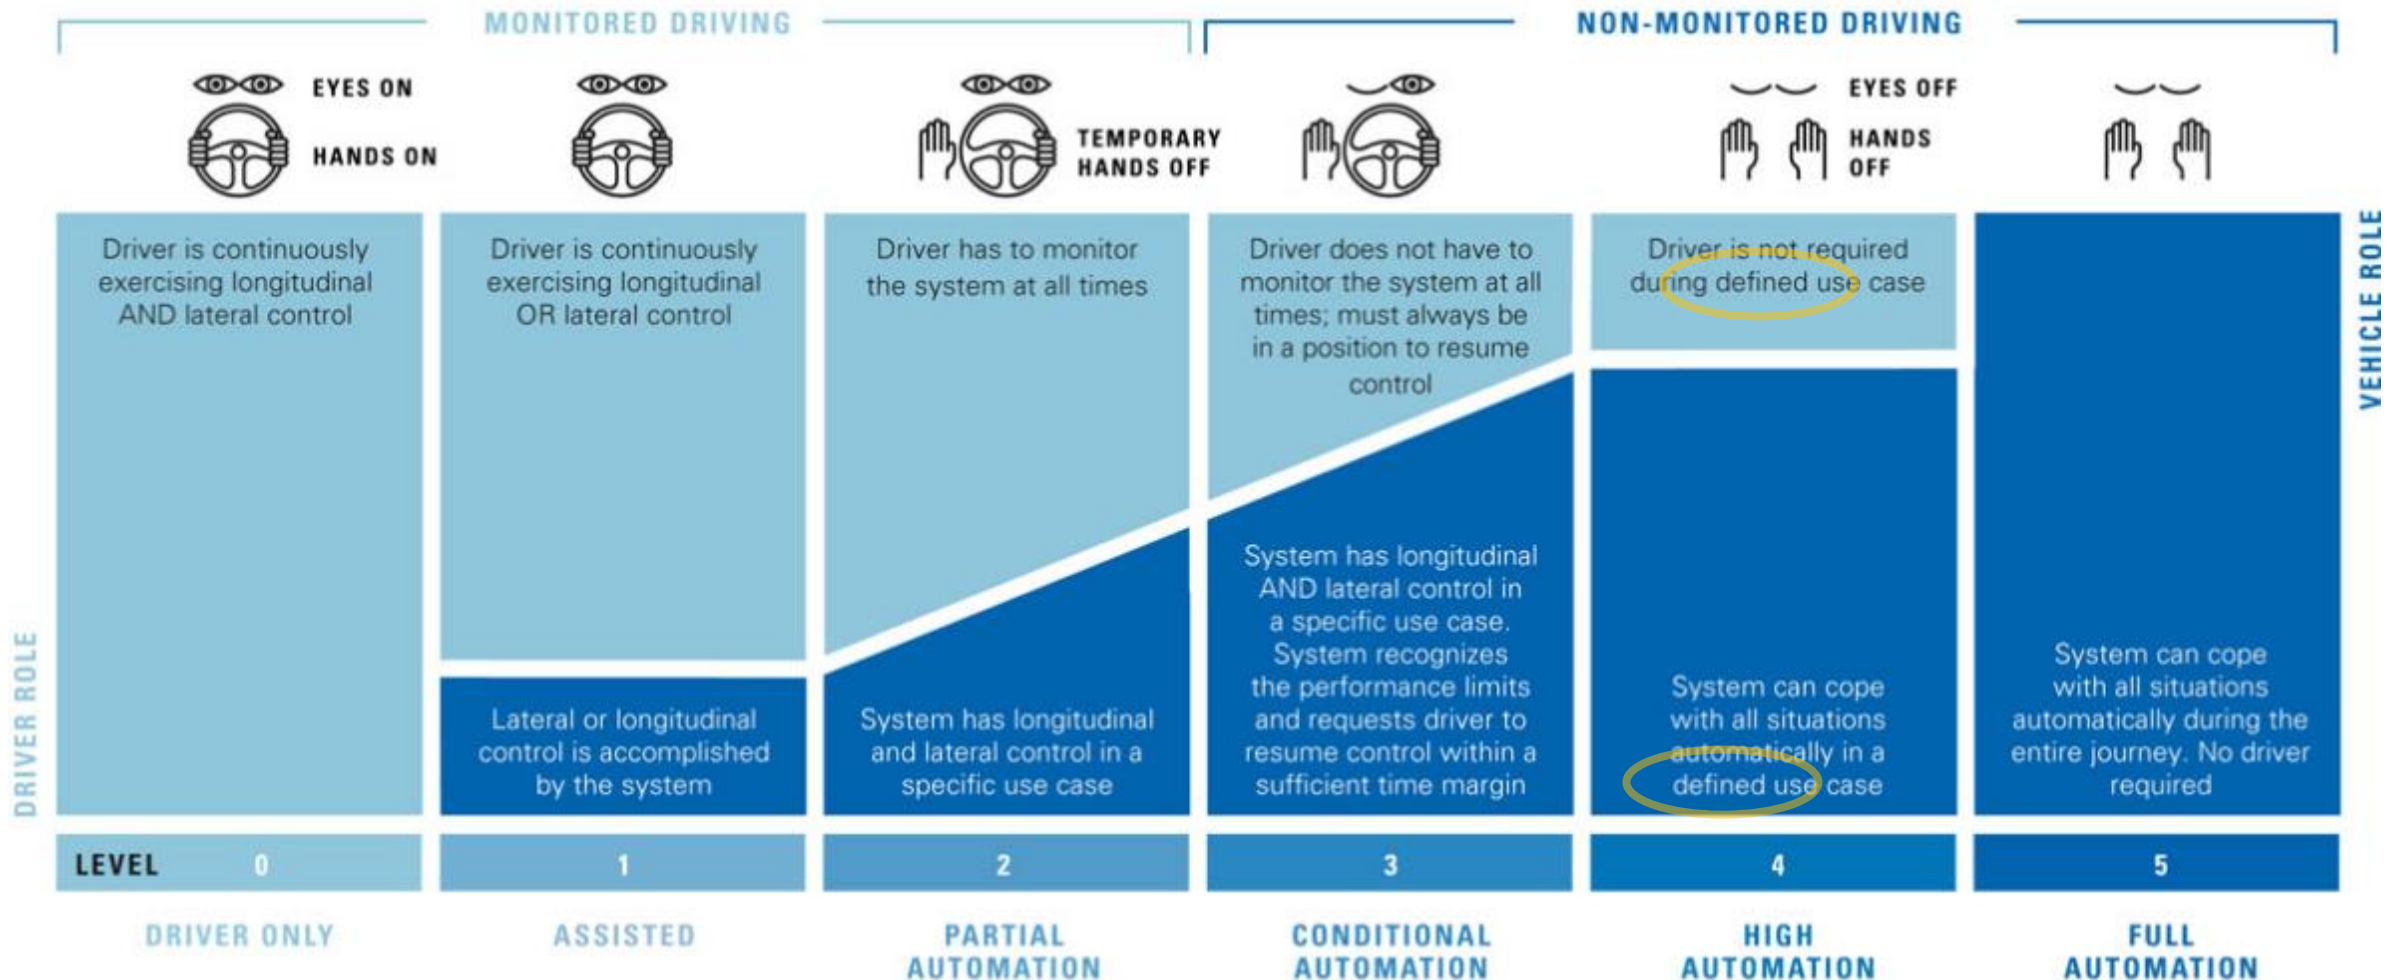 MONITORED DRIVING
NON-MONITORED DRIVING
EYES ON
HANDS ON
TEMPORARY
HANDS OFF
EYES OFF
HANDS
OFF
Driver is continuously
exercising longitudinal
AND lateral control
Driver is continuously
exercising longitudinal
OR lateral control
Driver has to monitor
the system at all times
Driver does not have to
monitor the system at all
times; must always be
in a position to resume
control
Driver is not required
during defined use case
VEHICLE ROLE
DRIVER ROLE
Lateral or longitudinal
control is accomplished
by the system
System has longitudinal
and lateral control in a
specific use case
System has longitudinal
AND lateral control in
a specific use case.
System recognizes
the performance limits
and requests driver to
resume control within a
sufficient time margin
System can cope
with all situations
automatically in a
defined use case
System can cope
with all situations
automatically during the
entire journey. No driver
required
LEVEL 0 1 2 3 4 5
DRIVER ONLY
ASSISTED
PARTIAL
AUTOMATION
CONDITIONAL
AUTOMATION
HIGH
AUTOMATION
FULL
AUTOMATION